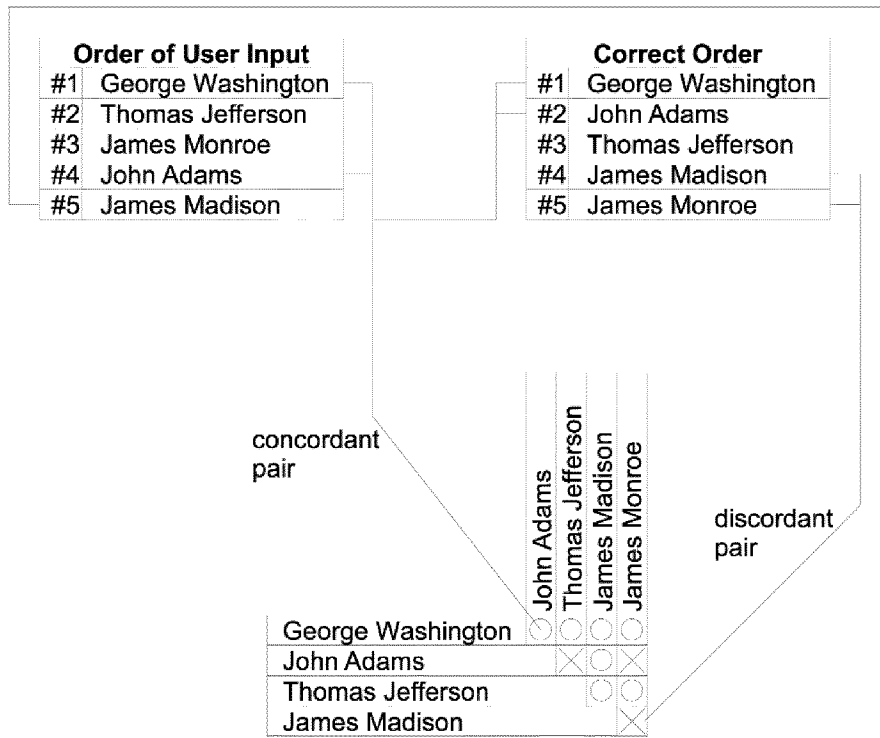 Order of User Input
#1 George Washington
#2 Thomas Jefferson
#3 James Monroe
#4 John Adams
#5 James Madison
Correct Order
#1 George Washington
#2 John Adams
#3 Thomas Jefferson
#4 James Madison
#5 James Monroe
concordant
pair
John Adams
Thomas Jefferson
James Madison
James Monroe
discordant
pair
George Washington
John Adams
Thomas Jefferson
James Madison